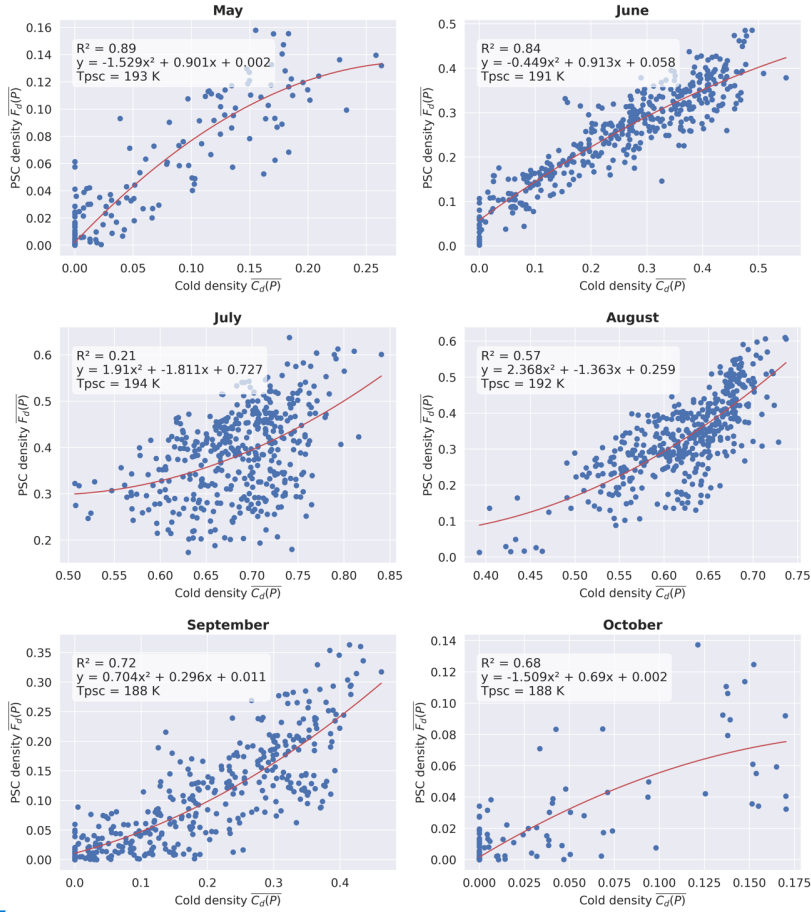 May
R² = 0.89
y = -1.529x² + 0.901x + 0.002
Tpsc = 193 K
0.16
0.14
0.12
0.10
0.08
0.06
0.04
0.02
0.00
PSC density F_d(P)
0.00 0.05 0.10 0.15 0.20 0.25
Cold density C_d(P)
June
R² = 0.84
y = -0.449x² + 0.913x + 0.058
Tpsc = 191 K
0.5
0.4
0.3
0.2
0.1
0.0
PSC density F_d(P)
0.0 0.1 0.2 0.3 0.4 0.5
Cold density C_d(P)
July
R² = 0.21
y = 1.91x² + -1.811x + 0.727
Tpsc = 194 K
0.6
0.5
0.4
0.3
0.2
PSC density F_d(P)
0.50 0.55 0.60 0.65 0.70 0.75 0.80 0.85
Cold density C_d(P)
August
R² = 0.57
y = 2.368x² + -1.363x + 0.259
Tpsc = 192 K
0.6
0.5
0.4
0.3
0.2
0.1
0.0
PSC density F_d(P)
0.40 0.45 0.50 0.55 0.60 0.65 0.70 0.75
Cold density C_d(P)
September
R² = 0.72
y = 0.704x² + 0.296x + 0.011
Tpsc = 188 K
0.35
0.30
0.25
0.20
0.15
0.10
0.05
0.00
PSC density F_d(P)
0.0 0.1 0.2 0.3 0.4
Cold density C_d(P)
October
R² = 0.68
y = -1.509x² + 0.69x + 0.002
Tpsc = 188 K
0.14
0.12
0.10
0.08
0.06
0.04
0.02
0.00
PSC density F_d(P)
0.000 0.025 0.050 0.075 0.100 0.125 0.150 0.175
Cold density C_d(P)